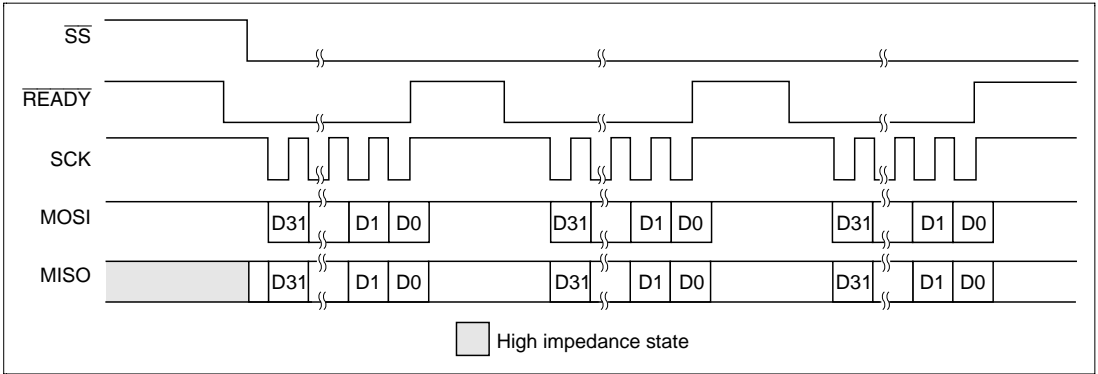 SS
READY
SCK
MOSI D31 D1 D0 D31 D1 D0 D31 D1 D0
MISO D31 D1 D0 D31 D1 D0 D31 D1 D0
High impedance state